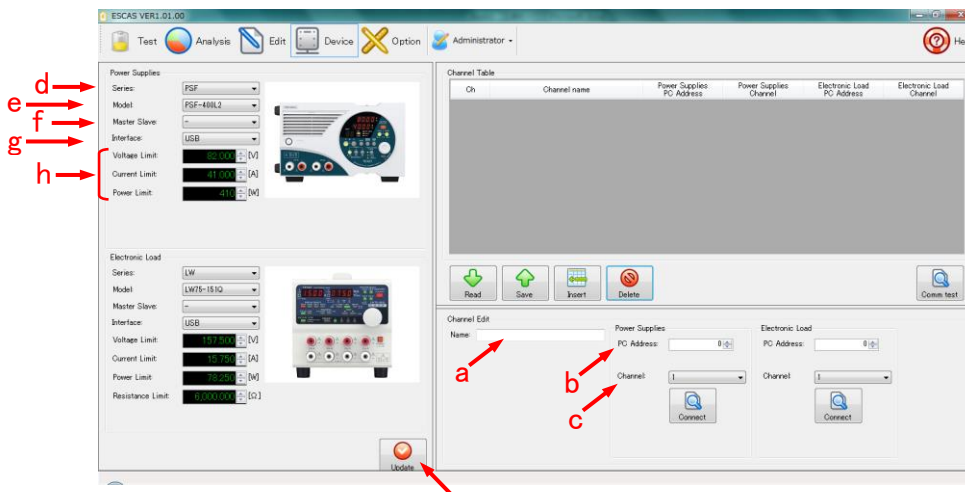 ESCAS VER1.01.00
Test Analysis Edit Device Option Administrator He
Power Supplies
d Series: PSF
e Model: PSF-400L2
f Master Slave: -
g Interface: USB
h
Voltage Limit: 82.000 [V]
Current Limit: 41.000 [A]
Power Limit: 410 [W]
Electronic Load
Series: LW
Model: LW75-151Q
Master Slave: -
Interface: USB
Voltage Limit: 157.500 [V]
Current Limit: 15.750 [A]
Power Limit: 78.250 [W]
Resistance Limit: 6,000.000 [Ω]
Update
Channel Table
Ch Channel name Power Supplies PC Address Power Supplies Channel Electronic Load PC Address Electronic Load Channel
Read Save Insert Delete Comm test
Channel Edit
Name:
a
Power Supplies
b PC Address: 0
c Channel: 1
Connect
Electronic Load
PC Address: 0
Channel: 1
Connect